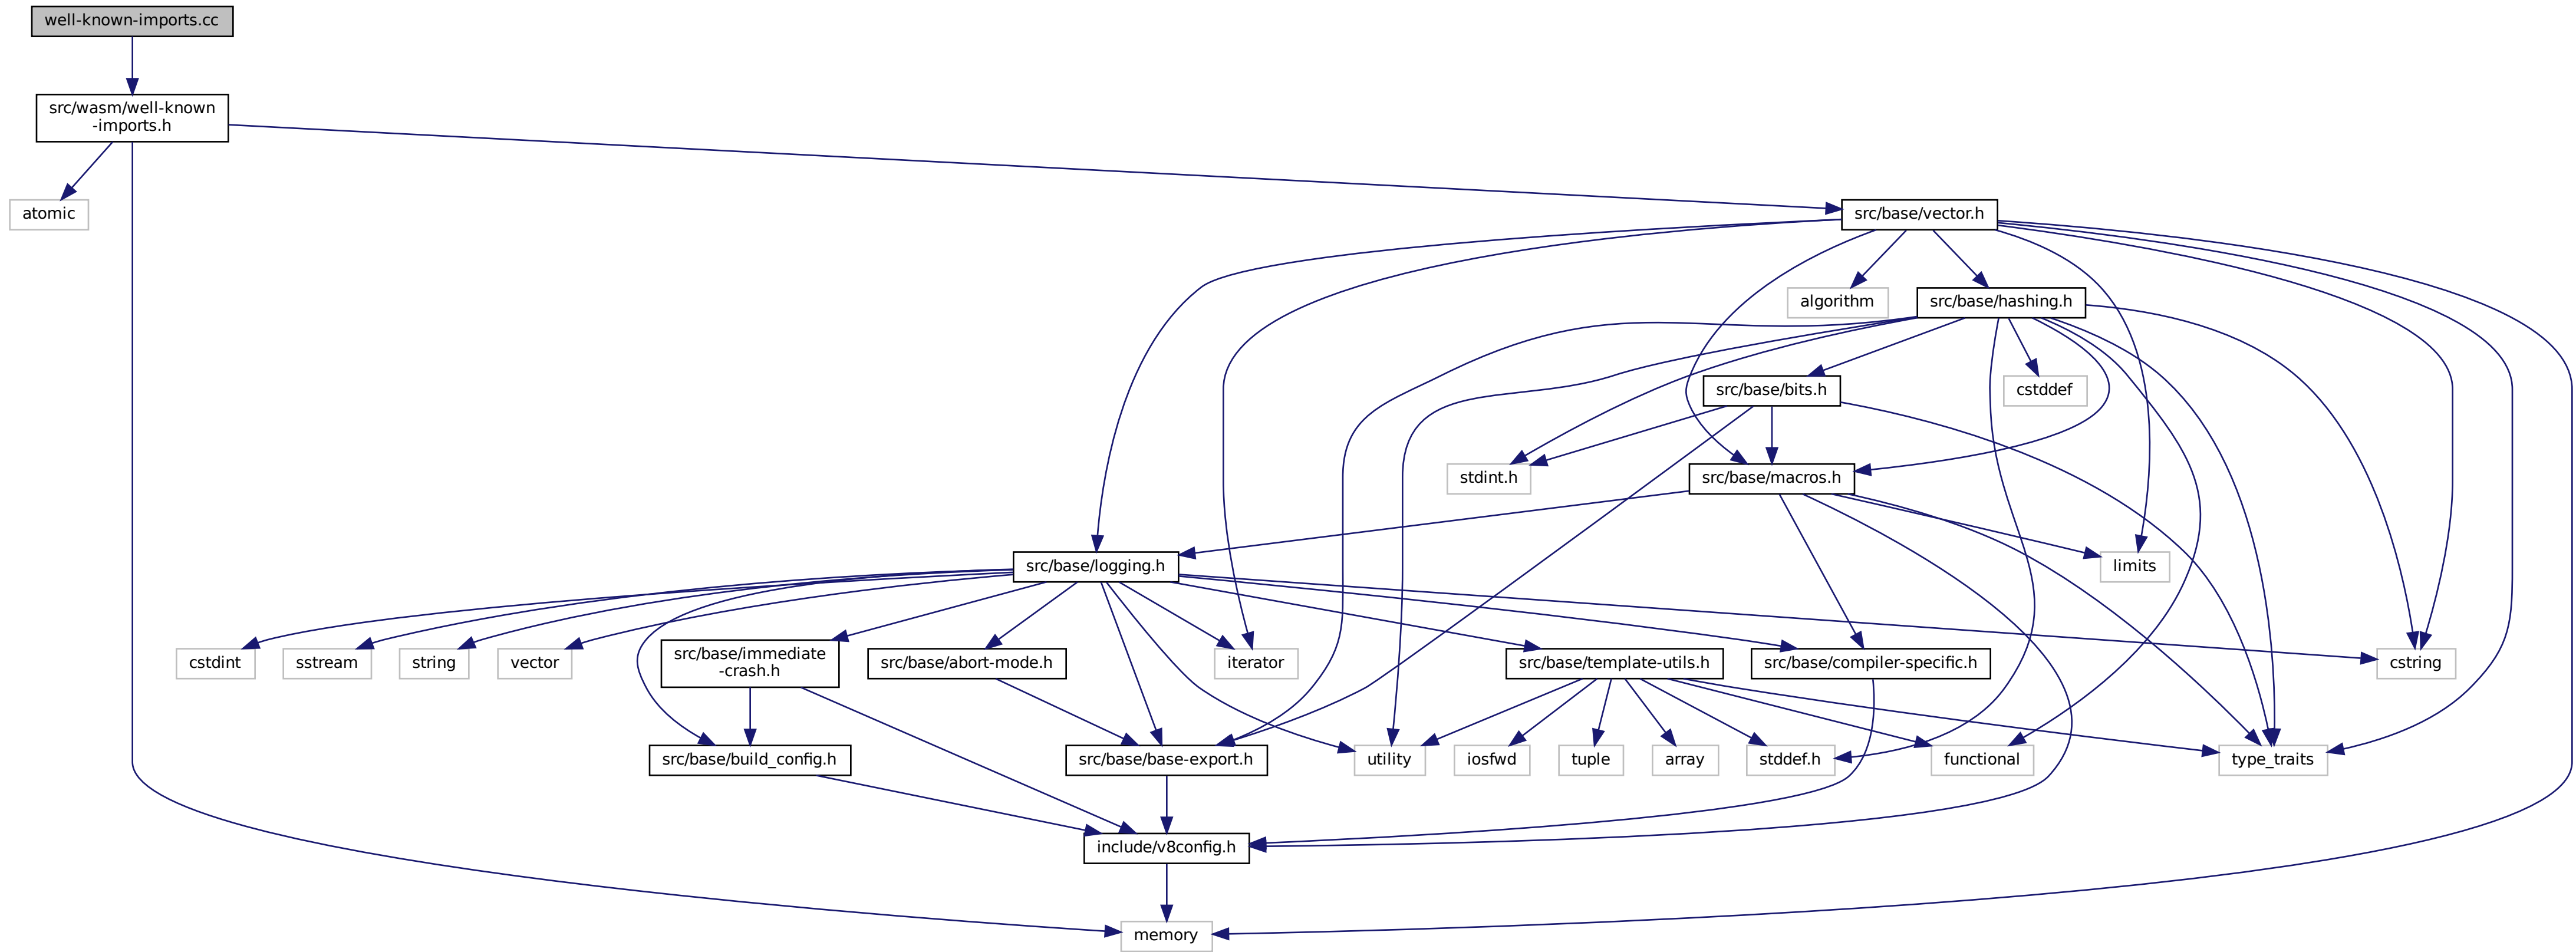 well-known-imports.cc
src/wasm/well-known
-imports.h
atomic
src/base/vector.h
algorithm
src/base/hashing.h
src/base/bits.h
cstddef
stdint.h
src/base/macros.h
src/base/logging.h
limits
cstdint
sstream
string
vector
src/base/immediate
-crash.h
src/base/abort-mode.h
iterator
src/base/template-utils.h
src/base/compiler-specific.h
cstring
src/base/build_config.h
src/base/base-export.h
utility
iosfwd
tuple
array
stddef.h
functional
type_traits
include/v8config.h
memory